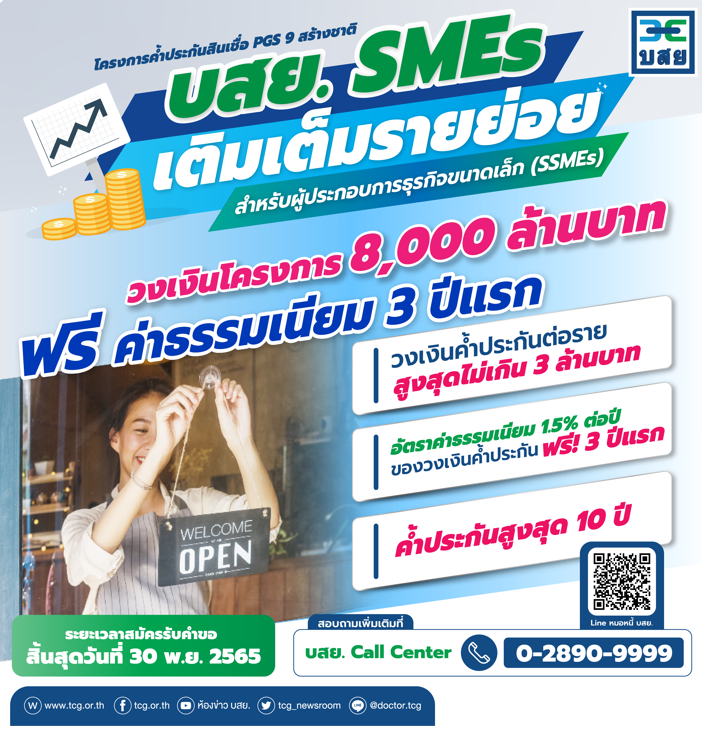 โครงการค้ำประกันสินเชื่อ PGS 9 สร้างชาติ
บสย
บสย. SMEs
เติมเต็มรายย่อย
สำหรับผู้ประกอบการธุรกิจขนาดเล็ก (SSMEs)
วงเงินโครงการ 8,000 ล้านบาท
ฟรี ค่าธรรมเนียม 3 ปีแรก
วงเงินค้ำประกันต่อราย
สูงสุดไม่เกิน 3 ล้านบาท
อัตราค่าธรรมเนียม 1.5% ต่อปี
ของวงเงินค้ำประกัน ฟรี! 3 ปีแรก
ค้ำประกันสูงสุด 10 ปี
WELCOME
OPEN
Line หมอหนี้ บสย.
ระยะเวลาสมัครรับคำขอ
สิ้นสุดวันที่ 30 พ.ย. 2565
สอบถามเพิ่มเติมที่
บสย. Call Center 0-2890-9999
www.tcg.or.th tcg.or.th ห้องข่าว บสย. tcg_newsroom @doctor.tcg